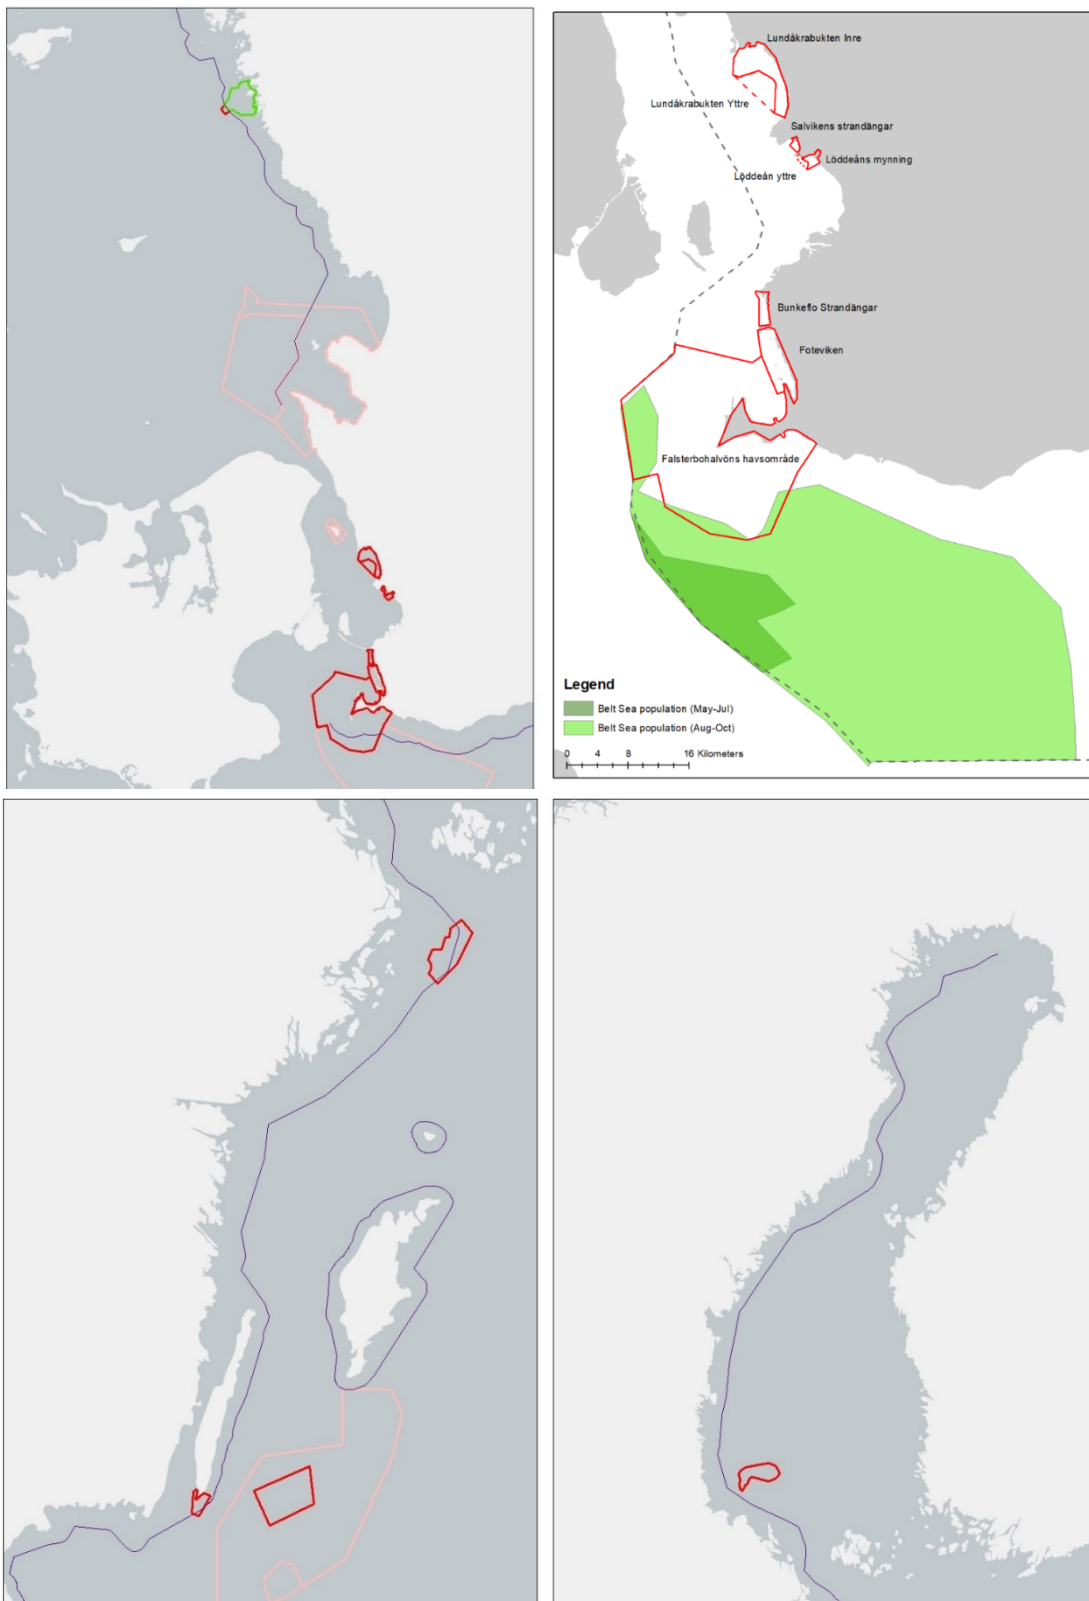 Lundåkrabukten Inre
Lundåkrabukten Yttre
Salvikens strandängar
Löddeåns mynning
Löddeån yttre
Bunkeflo Strandängar
Foteviken
Falsterbohalvöns havsområde
Legend
Belt Sea population (May-Jul)
Belt Sea population (Aug-Oct)
0 4 8 16 Kilometers